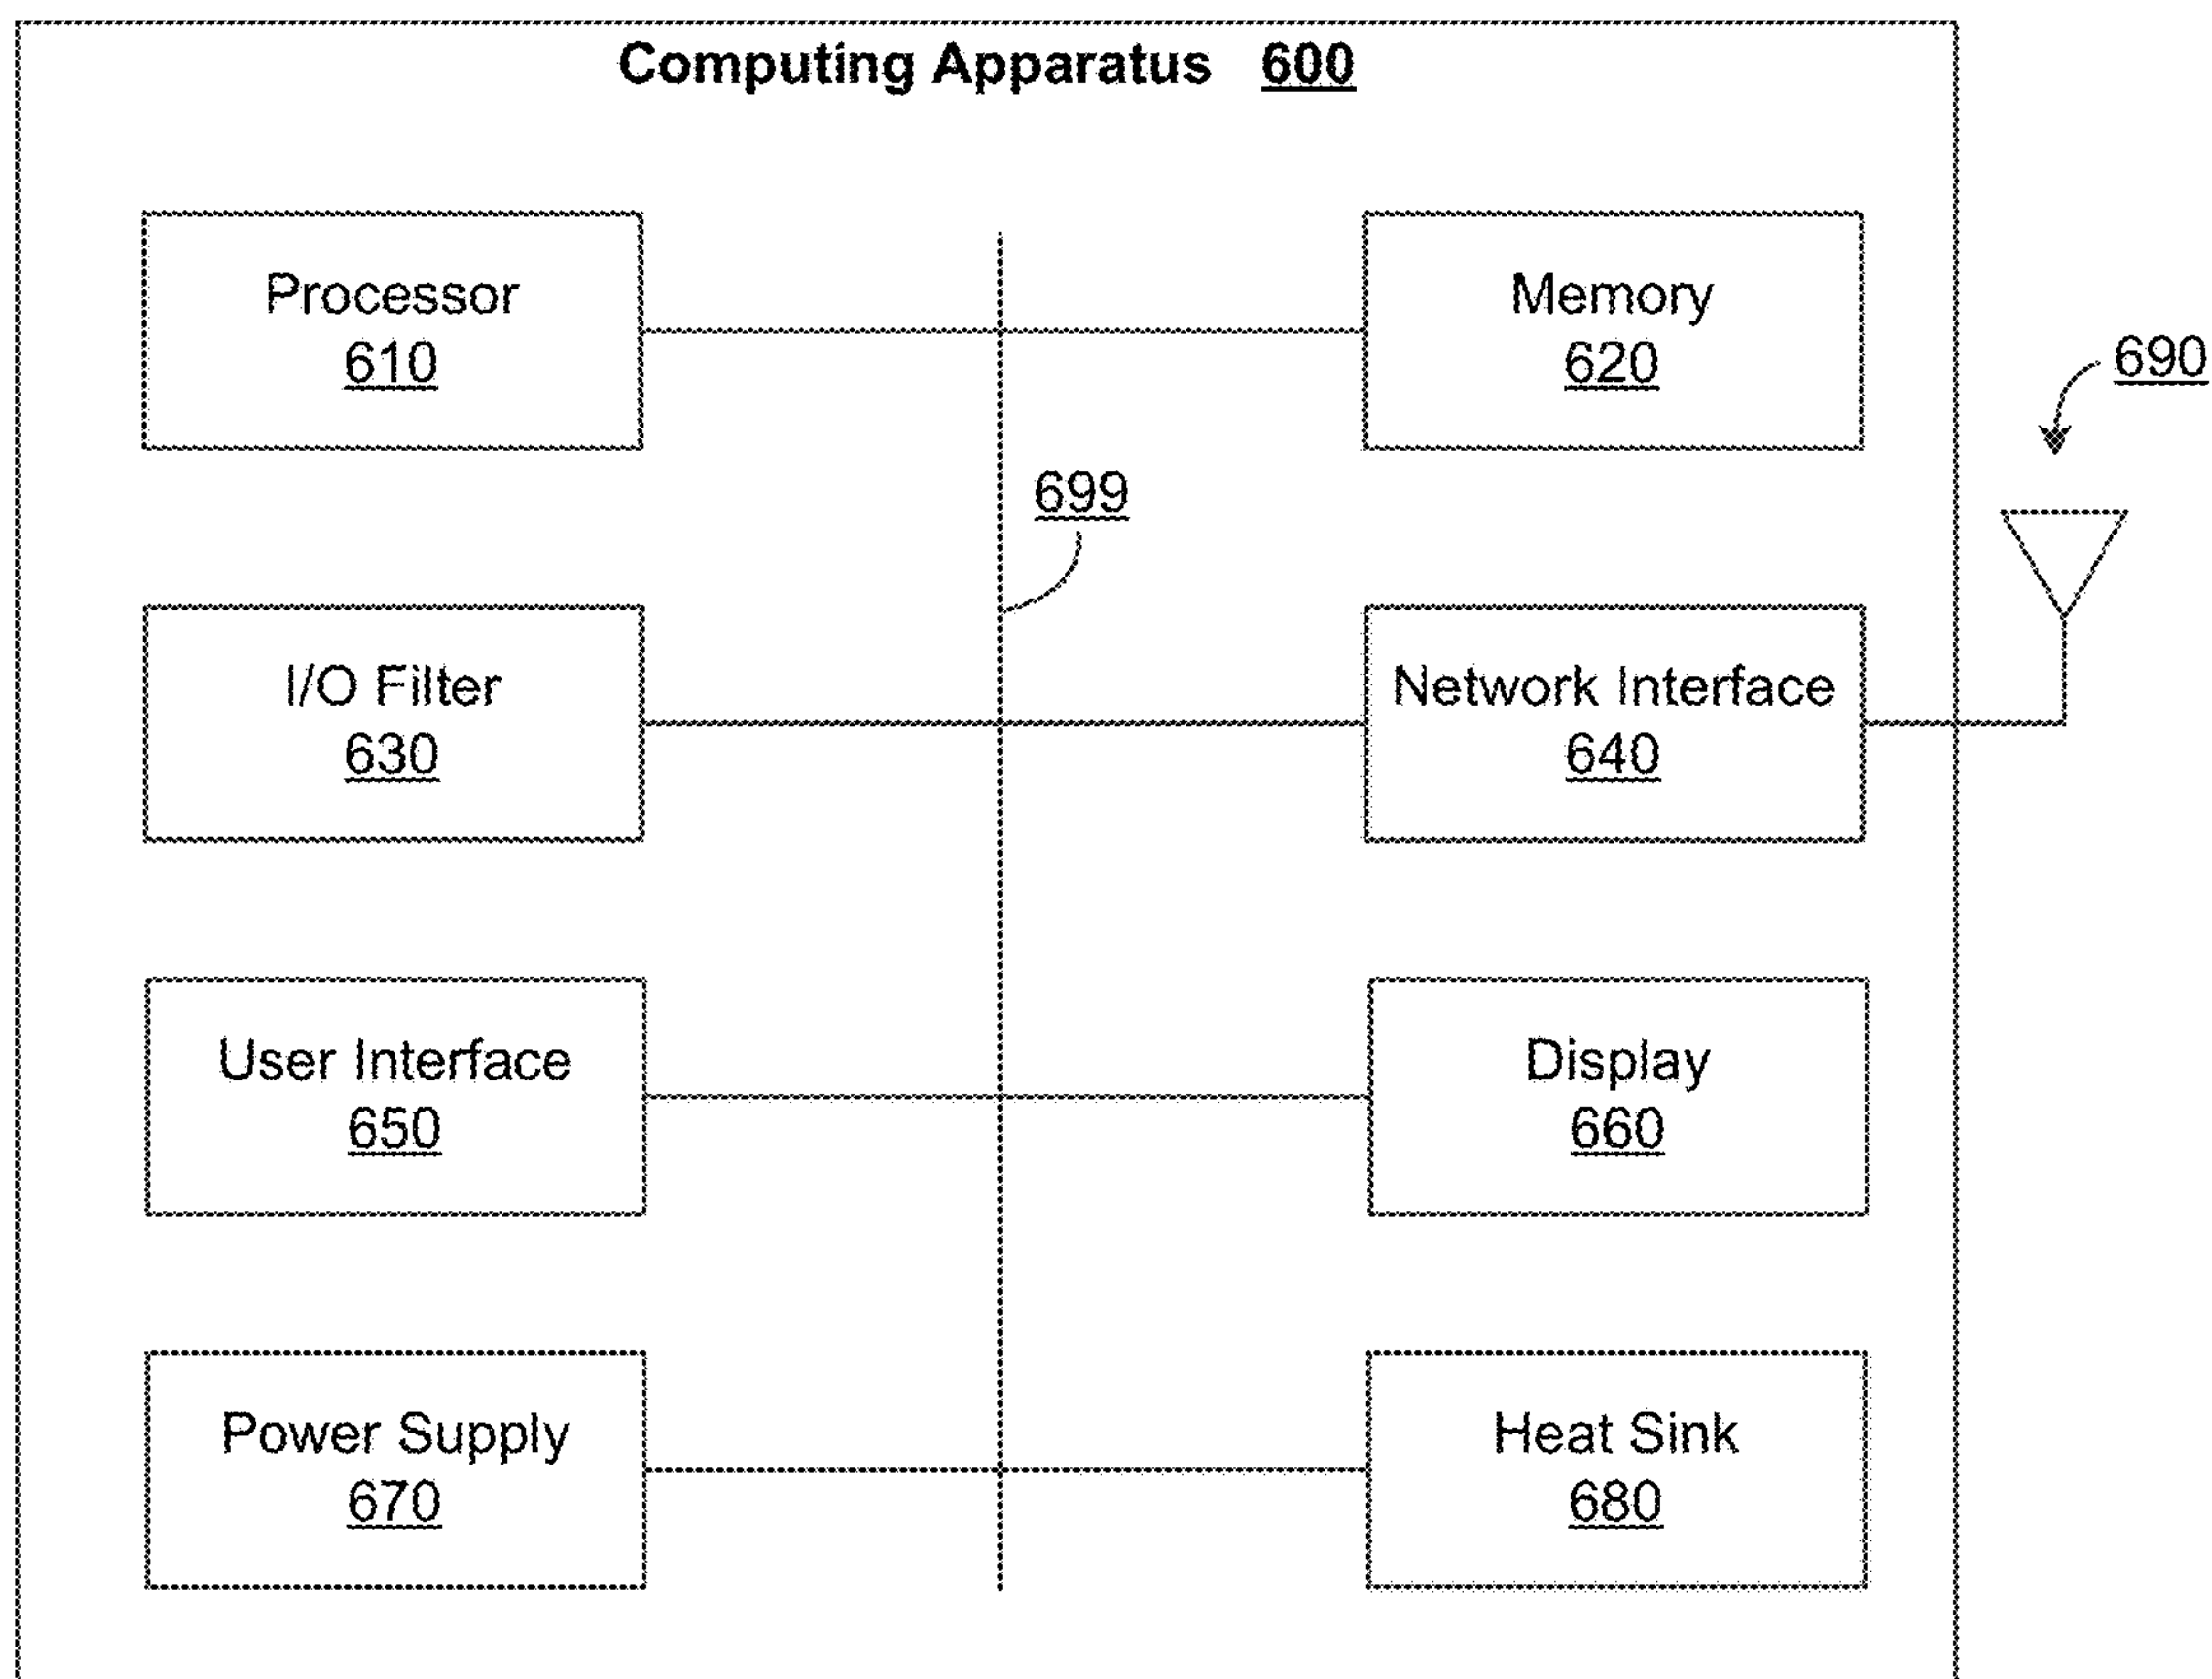 Computing Apparatus 600
Processor
610
Memory
620
690
699
I/O Filter
630
Network Interface
640
User Interface
650
Display
660
Power Supply
670
Heat Sink
680